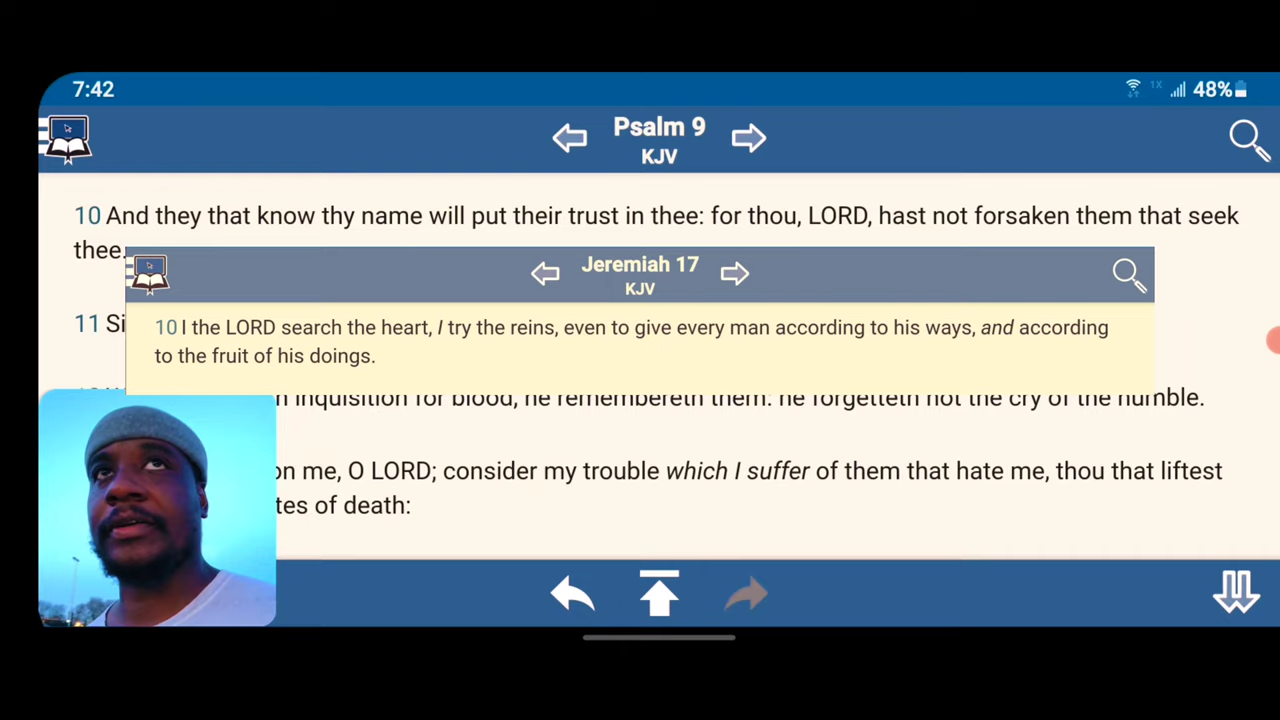 7:42
1X
48%
Psalm 9
KJV
10 And they that know thy name will put their trust in thee: for thou, LORD, hast not forsaken them that seek
thee.
Jeremiah 17
KJV
10 I the LORD search the heart, I try the reins, even to give every man according to his ways, and according
to the fruit of his doings.
11 Si
inquisition for blood, he remembereth them: he forgetteth not the cry of the humble.
on me, O LORD; consider my trouble which I suffer of them that hate me, thou that liftest
tes of death: